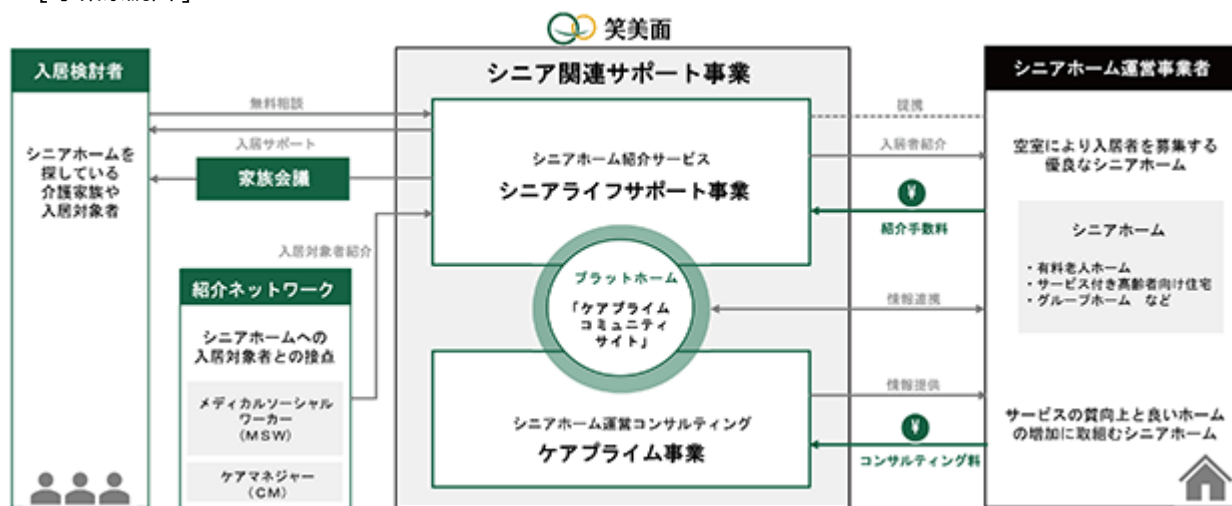 笑美面
入居検討者
シニアホームを
探している
介護家族や
入居対象者
無料相談
入居サポート
家族会議
入居対象者紹介
紹介ネットワーク
シニアホームへの
入居対象者との接点
メディカルソーシャル
ワーカー
(MSW)
ケアマネジャー
(CM)
シニア関連サポート事業
シニアホーム紹介サービス
シニアライフサポート事業
プラットホーム
「ケアプライム
コミュニティ
サイト」
シニアホーム運営コンサルティング
ケアプライム事業
提携
入居者紹介
¥
紹介手数料
情報連携
情報提供
¥
コンサルティング料
シニアホーム運営事業者
空室により入居者を募集する
優良なシニアホーム
シニアホーム
・有料老人ホーム
・サービス付き高齢者向け住宅
・グループホーム など
サービスの質向上と良いホーム
の増加に取組むシニアホーム